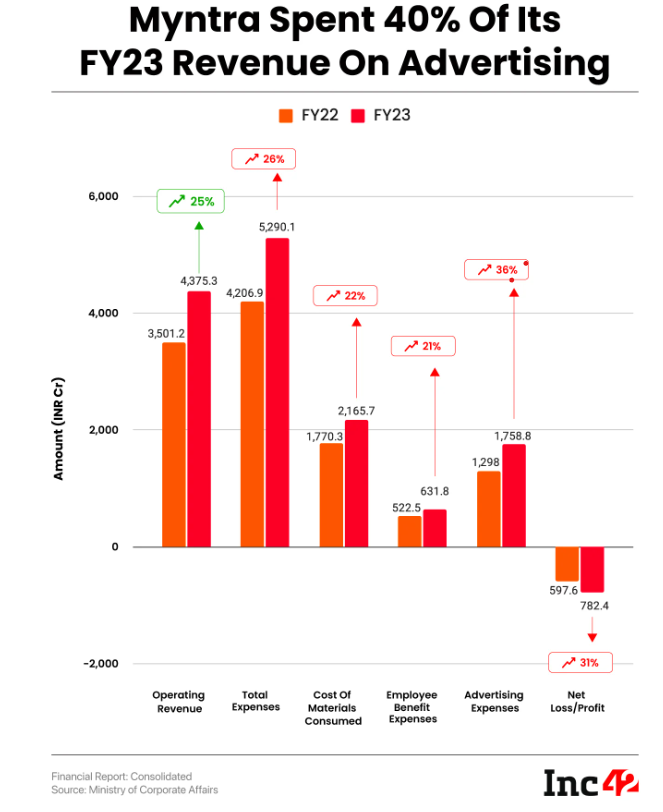 Myntra Spent 40% Of Its
FY23 Revenue On Advertising
FY22 FY23
26%
6,000
25%
5,290.1
4,375.3
4,206.9
36%
22%
4,000
3,501.2
21%
Amount (INR Cr)
2,165.7
2,000
1,770.3
1,758.8
1,298
631.8
522.5
0
597.6
782.4
31%
-2,000
Operating
Revenue
Total
Expenses
Cost Of
Materials
Consumed
Employee
Benefit
Expenses
Advertising
Expenses
Net
Loss/Profit
Financial Report: Consolidated
Source: Ministry of Corporate Affairs
Inc42